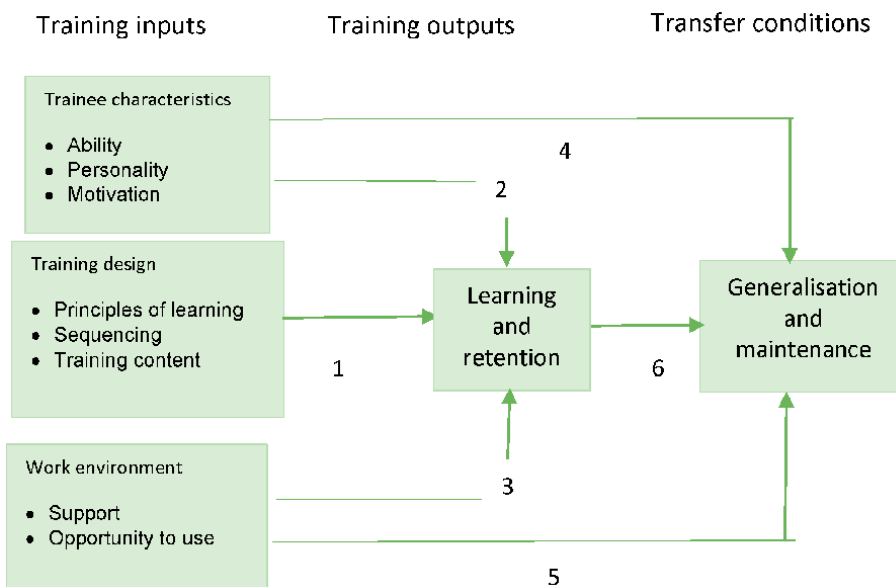 Training inputs
Training outputs
Transfer conditions
Trainee characteristics
• Ability
• Personality
• Motivation
4
2
Training design
• Principles of learning
• Sequencing
• Training content
1
Learning
and
retention
6
Generalisation
and
maintenance
Work environment
• Support
• Opportunity to use
3
5